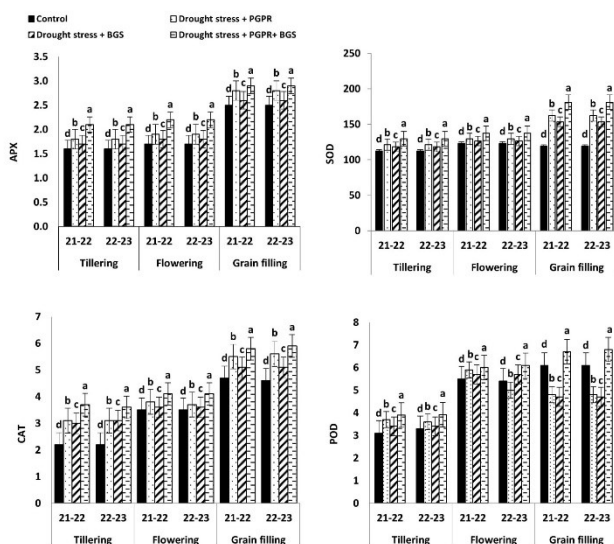 Control
Drought stress + PGPR
Drought stress + BGS
Drought stress + PGPR+ BGS
3.5
3.0
2.5
2.0
1.5
1.0
0.5
0.0
APX
d b c a d b c a d b c a d b c a d b c a d b c a
21-22 22-23 21-22 22-23 21-22 22-23
Tillering Flowering Grain filling
250
200
150
100
50
0
SOD
d b c a d b c a d b c a d b c a d b c a d b c a
21-22 22-23 21-22 22-23 21-22 22-23
Tillering Flowering Grain filling
7
6
5
4
3
2
1
0
CAT
d b c a d b c a d b c a d b c a d b c a d b c a
21-22 22-23 21-22 22-23 21-22 22-23
Tillering Flowering Grain filling
8
7
6
5
4
3
2
1
0
POD
d b c a d b c a d b c a d b c a d b c a d b c a
21-22 22-23 21-22 22-23 21-22 22-23
Tillering Flowering Grain filling